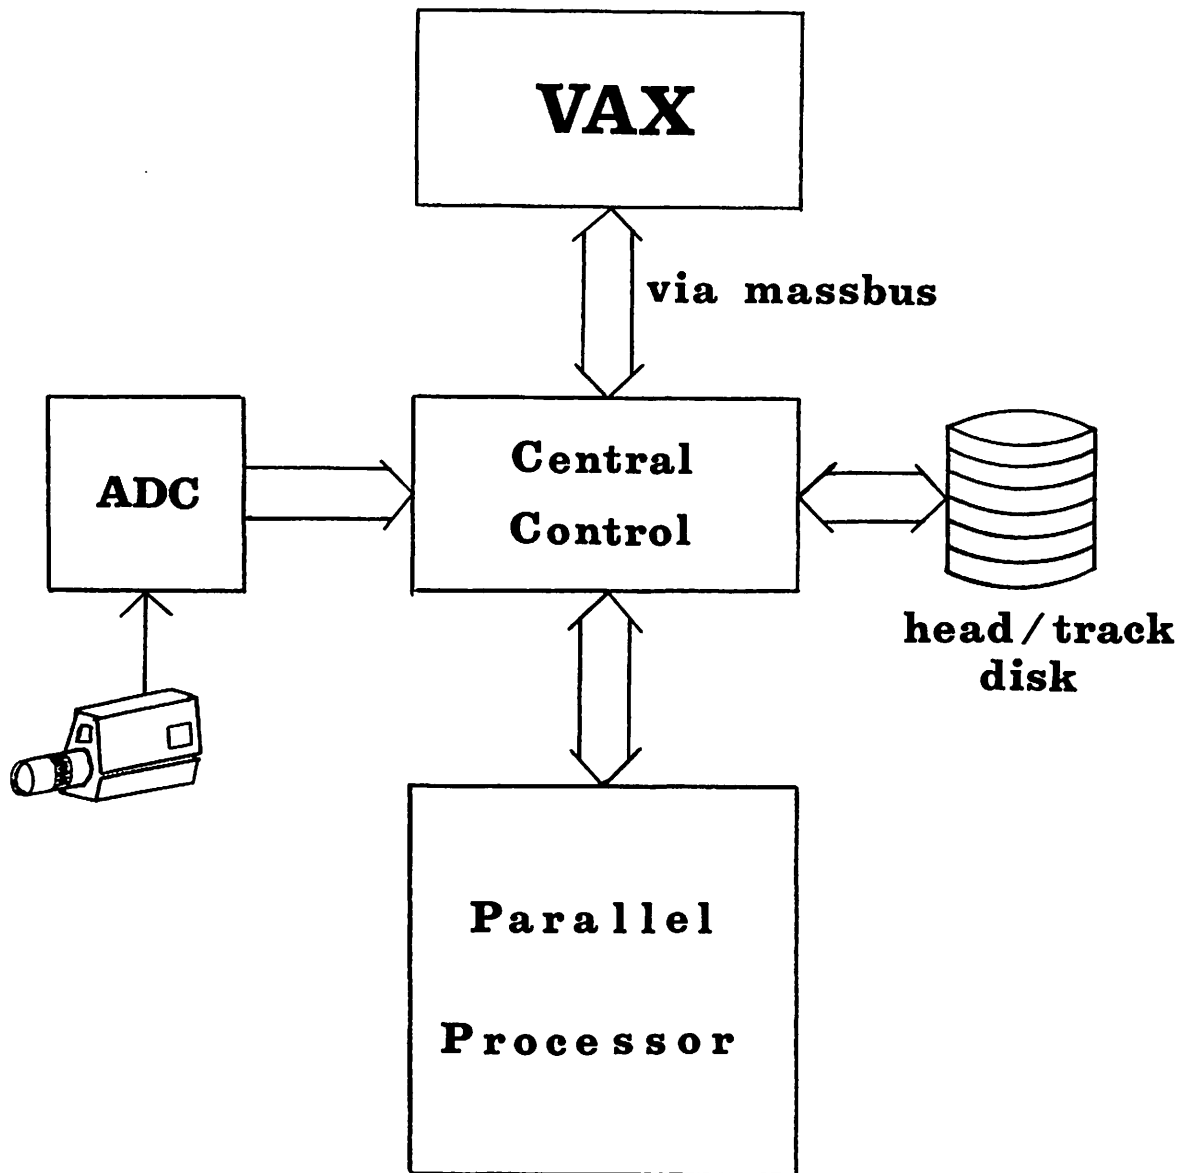 VAX
via massbus
ADC
Central
Control
head/track
disk
Parallel
Processor